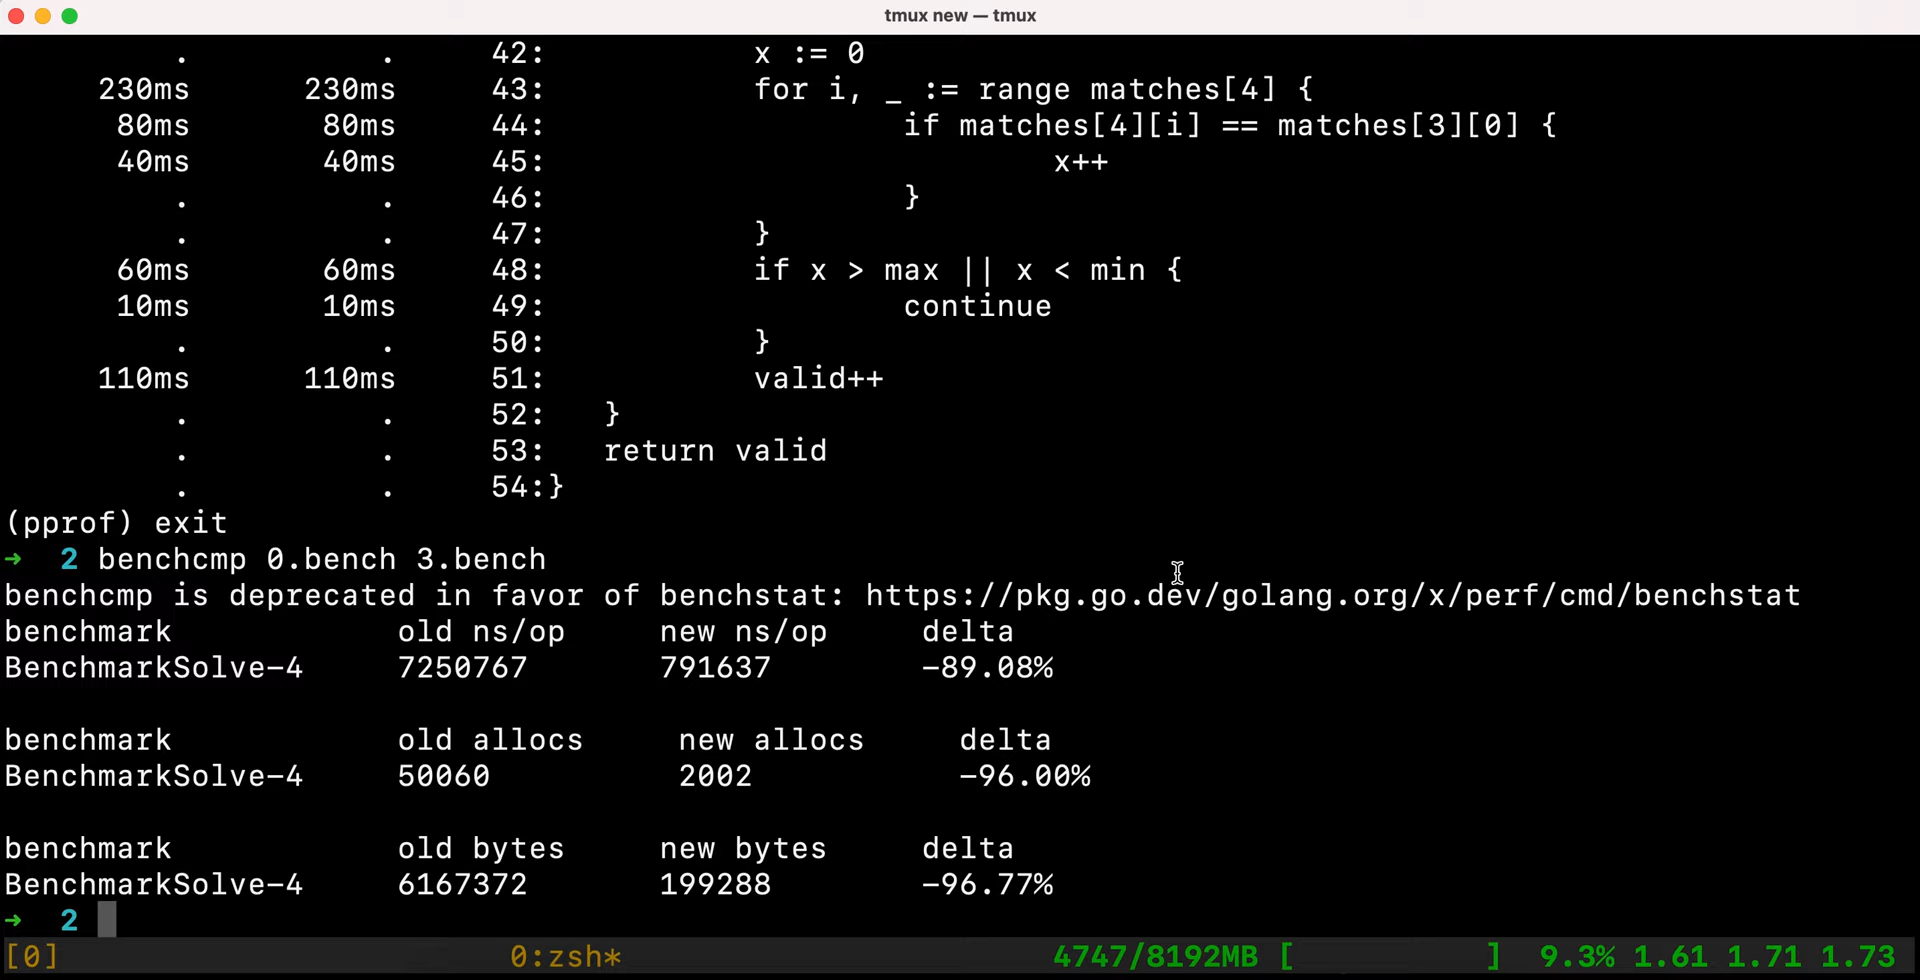 tmux new — tmux
. . 42: x := 0
230ms 230ms 43: for i, _ := range matches[4] {
80ms 80ms 44: if matches[4][i] == matches[3][0] {
40ms 40ms 45: x++
. . 46: }
. . 47: }
60ms 60ms 48: if x > max || x < min {
10ms 10ms 49: continue
. . 50: }
110ms 110ms 51: valid++
. . 52: }
. . 53: return valid
. . 54:}
(pprof) exit
→ 2 benchcmp 0.bench 3.bench
benchcmp is deprecated in favor of benchstat: https://pkg.go.dev/golang.org/x/perf/cmd/benchstat
benchmark old ns/op new ns/op delta
BenchmarkSolve-4 7250767 791637 -89.08%
benchmark old allocs new allocs delta
BenchmarkSolve-4 50060 2002 -96.00%
benchmark old bytes new bytes delta
BenchmarkSolve-4 6167372 199288 -96.77%
→ 2
[0] 0:zsh* 4747/8192MB [ ] 9.3% 1.61 1.71 1.73